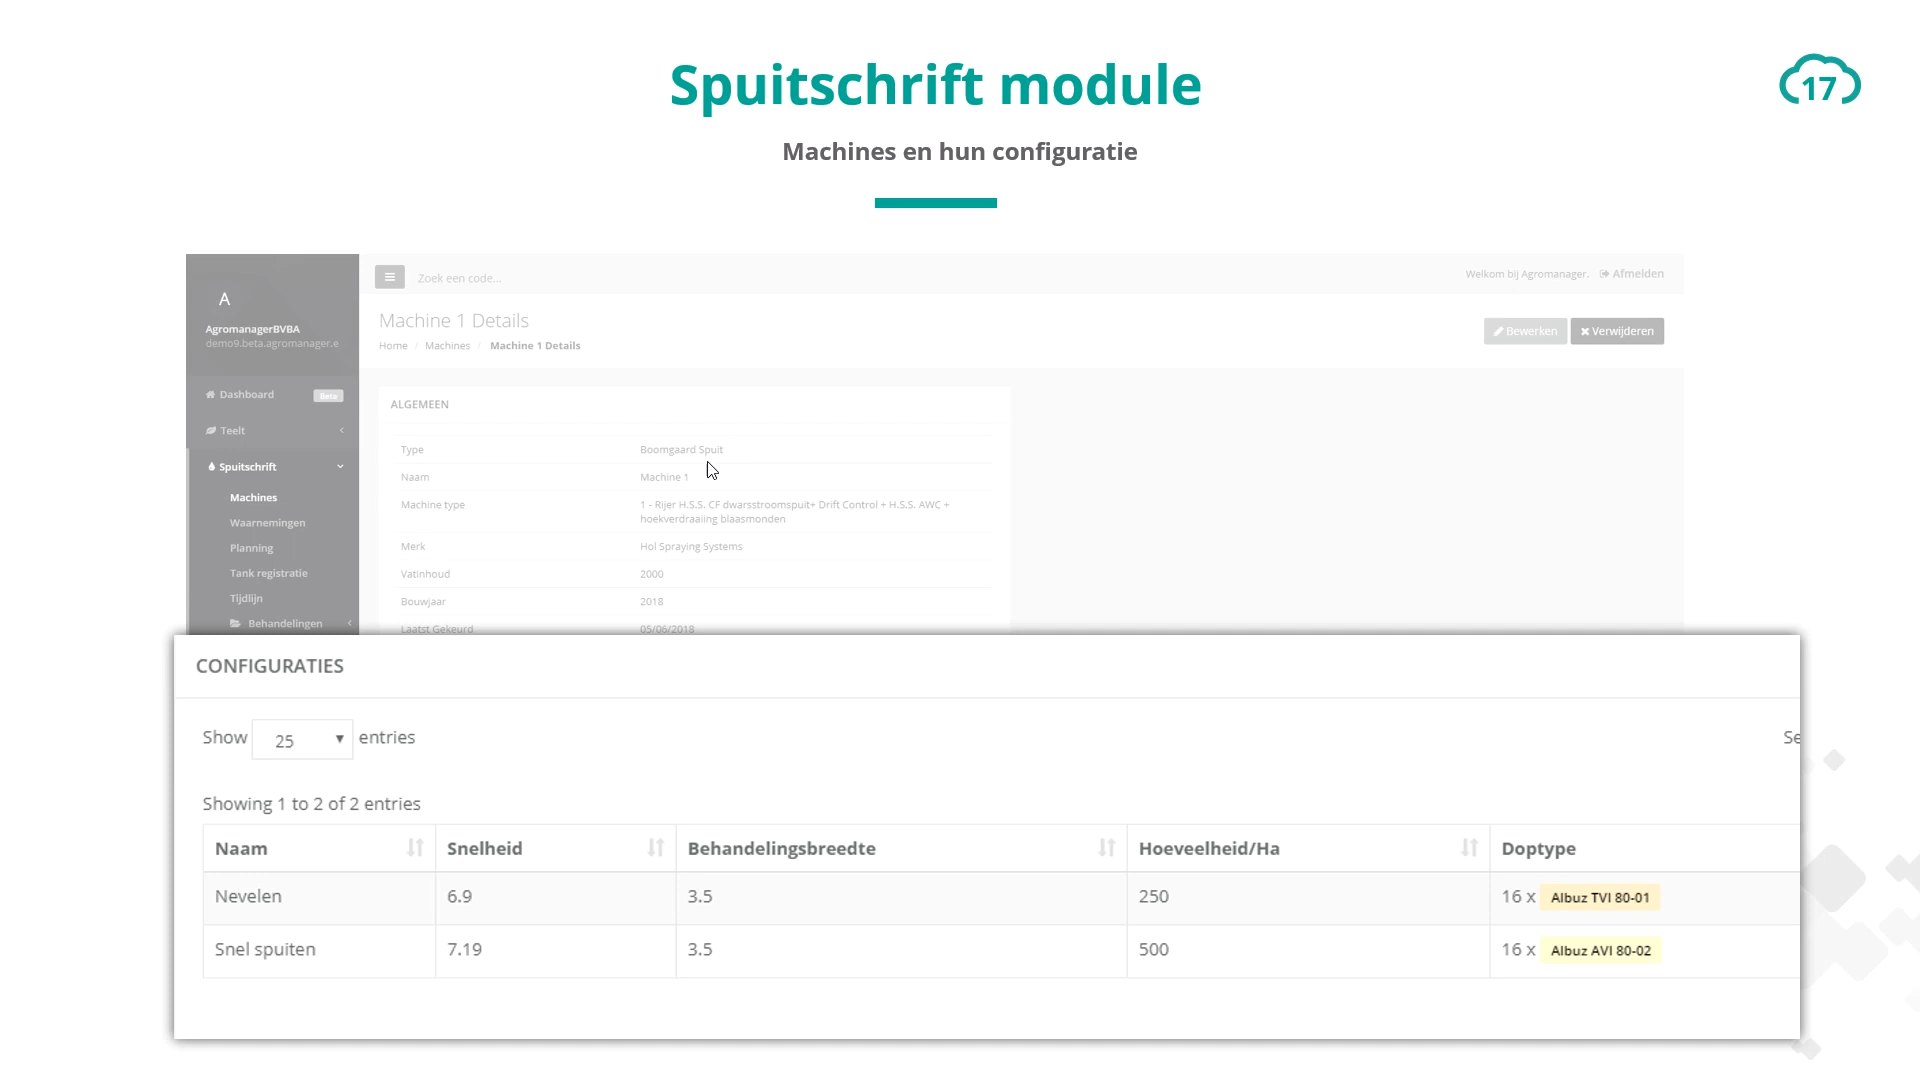 Spuitschrift module
17
Machines en hun configuratie
A
AgromanagerBVBA
demo9.beta.agromanager.e
Zoek een code...
Welkom bij Agromanager.
Afmelden
Machine 1 Details
Home / Machines / Machine 1 Details
Bewerken
Verwijderen
Dashboard
Beta
Teelt
Spuitschrift
Machines
Waarnemingen
Planning
Tank registratie
Tijdlijn
Behandelingen
ALGEMEEN
Type Boomgaard Spuit
Naam Machine 1
Machine type 1 - Rijer H.S.S. CF dwarsstroomspuit+ Drift Control + H.S.S. AWC +
hoekverdraaiing blaasmonden
Merk Hol Spraying Systems
Vatinhoud 2000
Bouwjaar 2018
Laatst Gekeurd 05/06/2018
CONFIGURATIES
Show 25 entries
Se
Showing 1 to 2 of 2 entries
Naam Snelheid Behandelingsbreedte Hoeveelheid/Ha Doptype
Nevelen 6.9 3.5 250 16 x Albuz TVI 80-01
Snel spuiten 7.19 3.5 500 16 x Albuz AVI 80-02